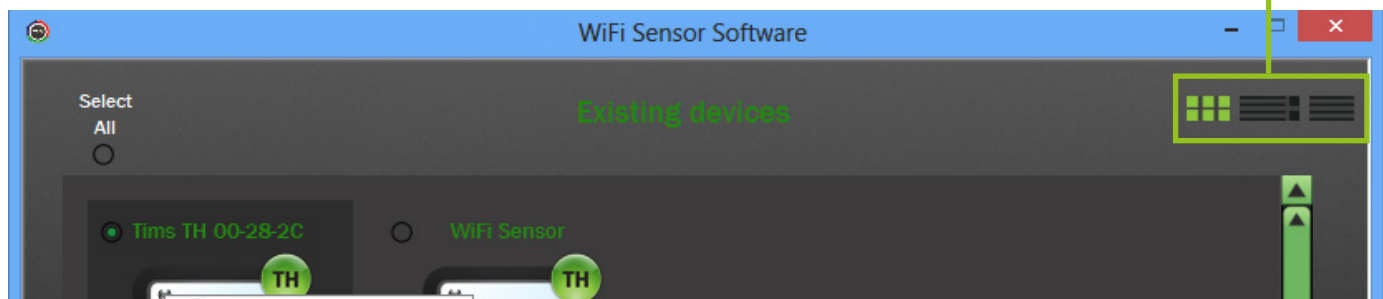 WiFi Sensor Software
Select
All
Existing devices
Tims TH 00-28-2C
WiFi Sensor
TH
TH